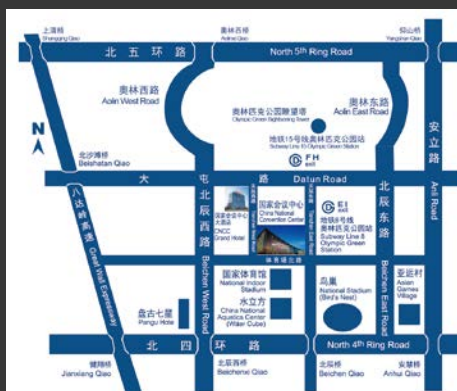 上清桥
Shangqing Qiao
奥林西桥
Aolinxi Qiao
仰山桥
Yangshan Qiao
北五环路
North 5th Ring Road
奥林西路
Aolin West Road
奥林东路
Aolin East Road
奥林匹克公园瞭望塔
Olympic Green Sightseeing Tower
地铁15号线奥林匹克公园站
Subway Line 15 Olympic Green Station
F H
exit
N
安立路
Anli Road
北沙滩桥
Beishatan Qiao
大屯路
Datun Road
八达岭高速
Great Wall Expressway
北辰西路
Beichen West Road
国家会议中心
大酒店
CNCC
Grand Hotel
国家会议中心
China National
Convention Center
E I
exit
地铁8号线
奥林匹克公园站
Subway Line 8
Olympic Green
Station
北辰东路
Beichen East Road
国家体育馆
National Indoor
Stadium
水立方
China National
Aquatics Center
(Water Cube)
鸟巢
National Stadium
(Bird's Nest)
亚运村
Asian
Games
Village
盘古七星
Pangu Hotel
北四环路
North 4th Ring Road
健翔桥
Jianxiang Qiao
北辰西桥
Beichenxi Qiao
北辰桥
Beichen Qiao
安慧桥
Anhui Qiao